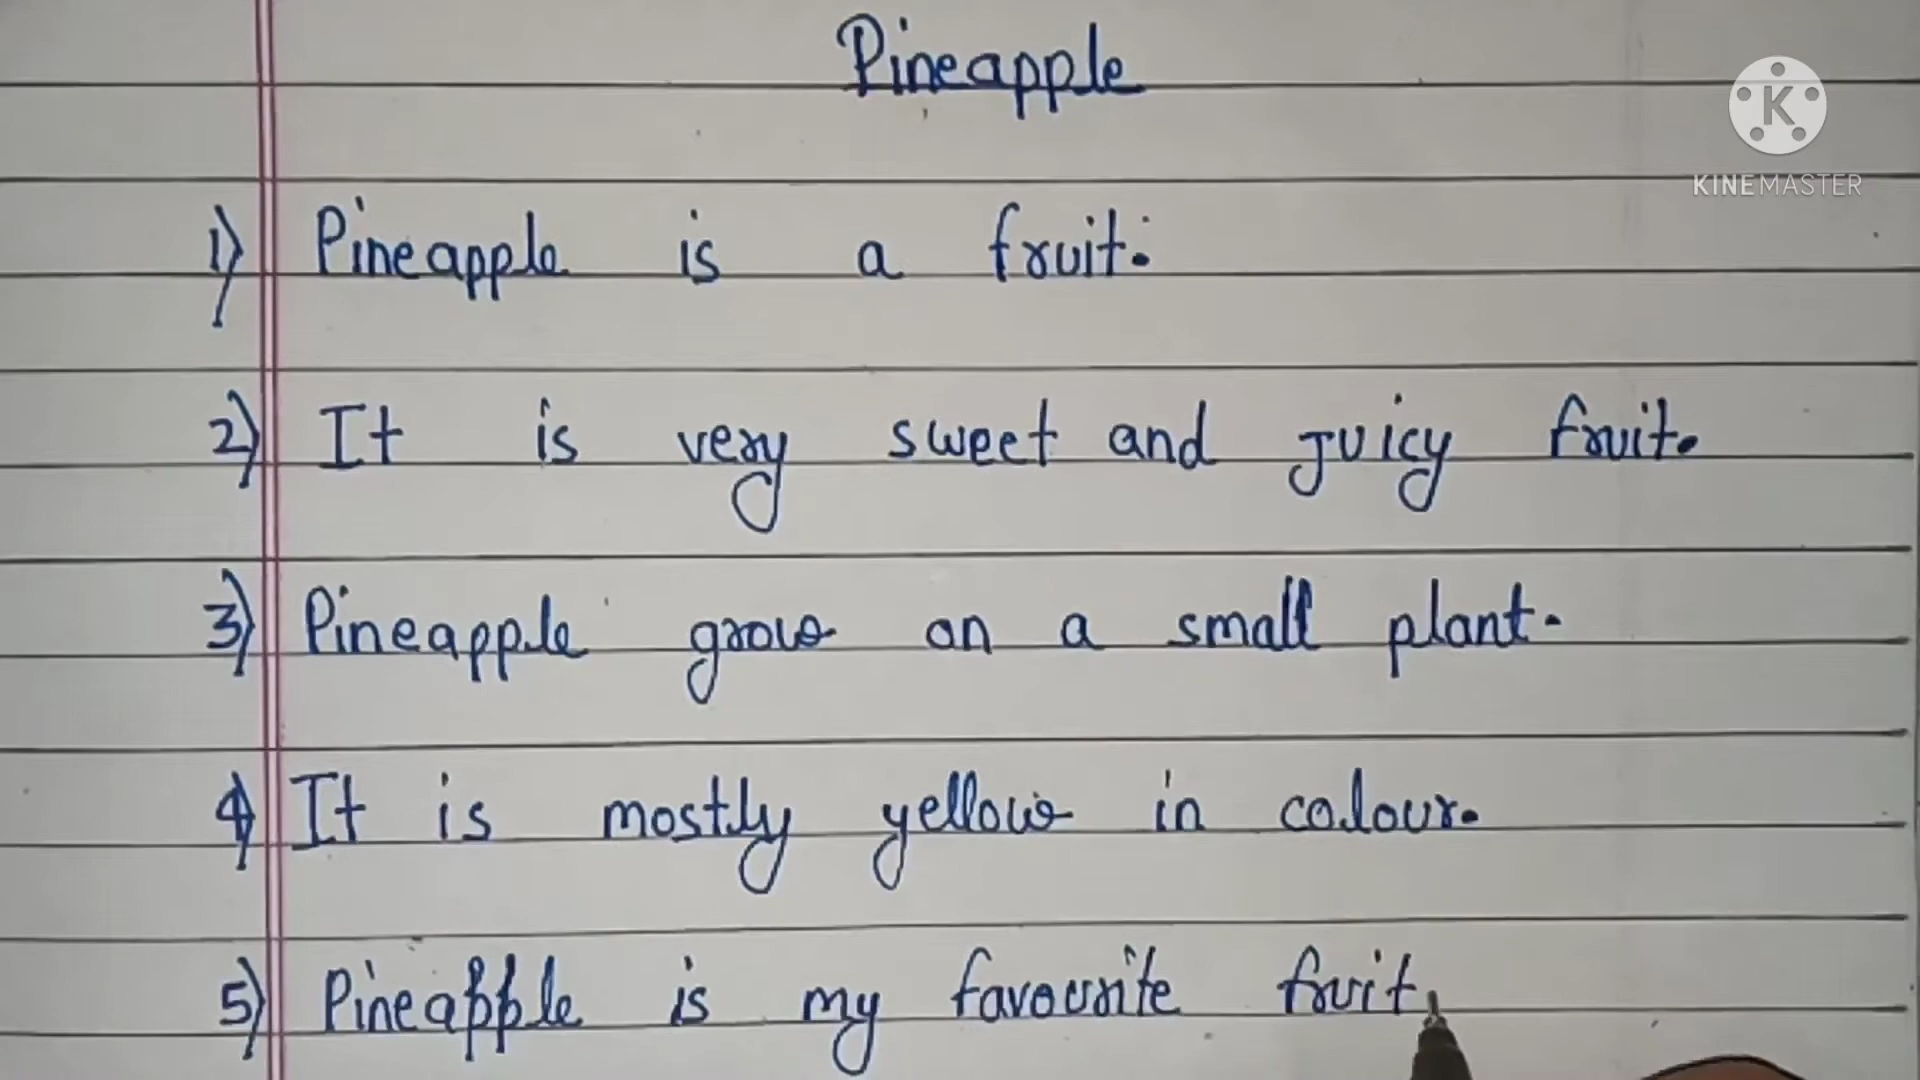 Pineapple
K
KINEMASTER
1) Pineapple is a fruit.
2) It is very sweet and juicy fruit.
3) Pineapple grow on a small plant.
4) It is mostly yellow in colour.
5) Pineapple is my favourite fruit